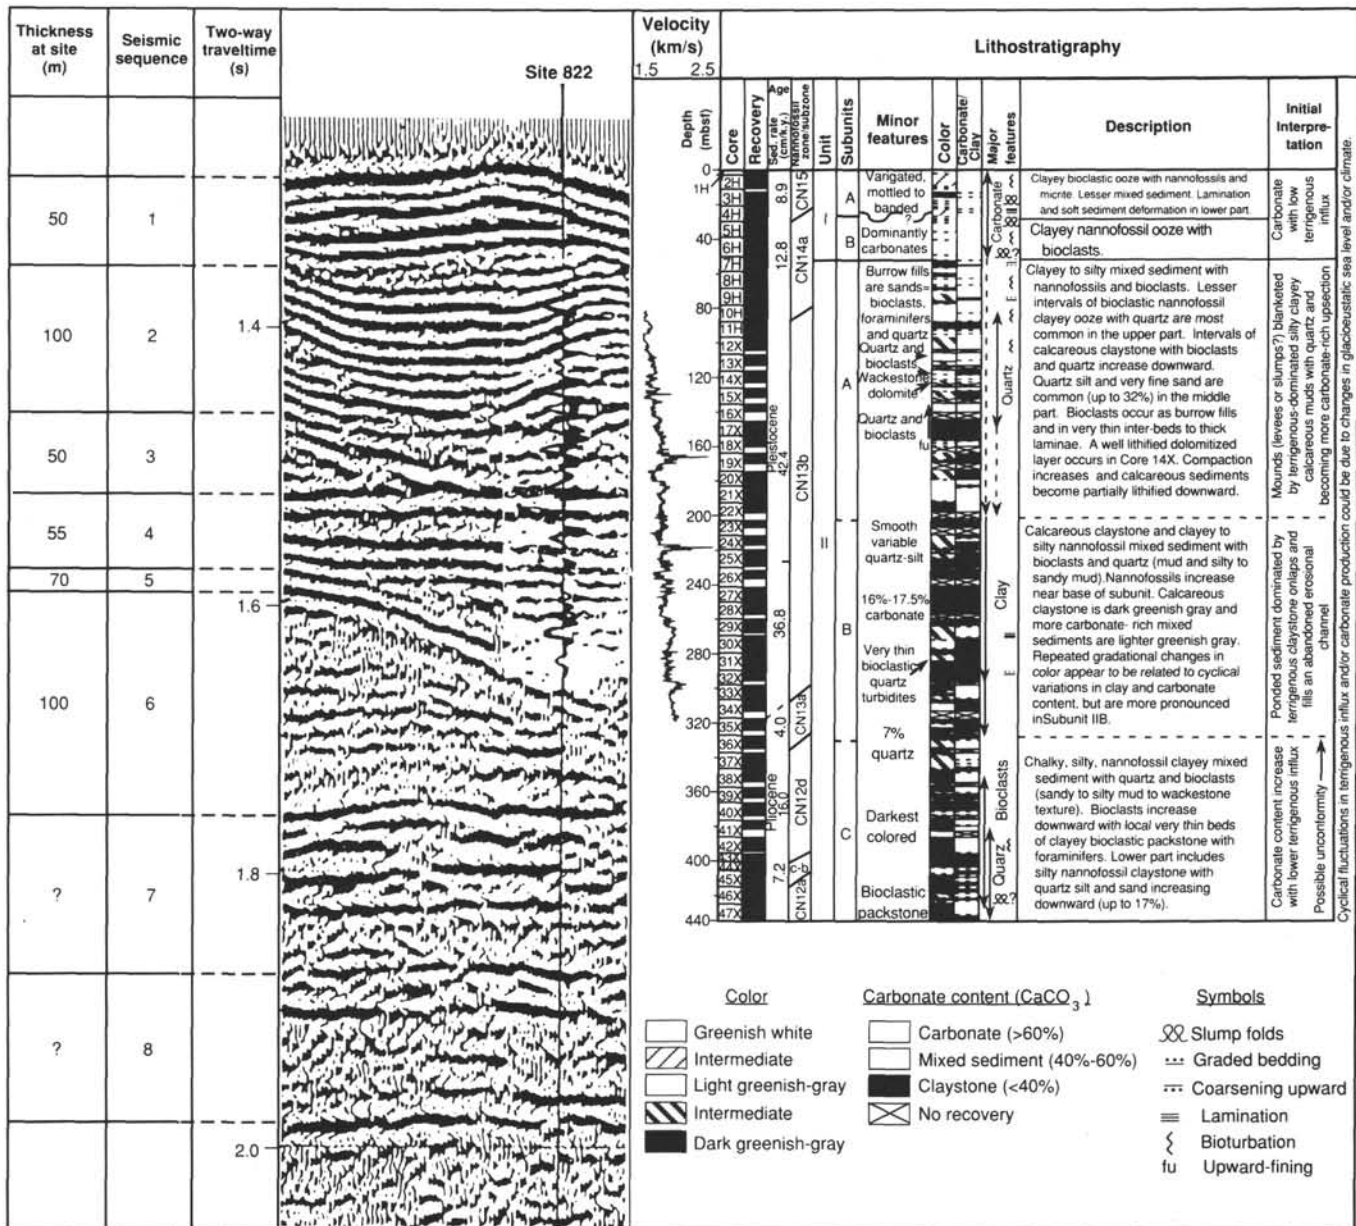 Thickness
at site
(m)
Seismic
sequence
Two-way
traveltime
(s)
Site 822
Velocity
(km/s)
1.5 2.5
Lithostratigraphy
50
100
50
55
70
100
?
?
1
2
3
4
5
6
7
8
1.4
1.6
1.8
2.0
Depth
(mbsf)
0
40
80
120
160
200
240
280
320
360
400
440
Core
Recovery
Age
Sed. rate
(cm/k.y.)
Nannofossil
zone/subzone
Unit
Subunits
Minor
features
Color
Carbonate/
Clay
Major
features
Description
Initial
Interpre-
tation
1H
2H
3H
4H
5H
6H
7H
8H
9H
10H
11H
12X
13X
14X
15X
16X
17X
18X
19X
20X
21X
22X
23X
24X
25X
26X
27X
28X
29X
30X
31X
32X
33X
34X
35X
36X
37X
38X
39X
40X
41X
42X
43X
44X
45X
46X
47X
8.9
12.8
Pleistocene
42.4
36.8
4.0
Pliocene
16.0
7.2
CN15
CN14a
CN13b
CN13a
CN12d
c-b
CN12a
I
II
A
B
A
B
C
Varigated,
mottled to
banded
?
Dominantly
carbonates
Burrow fills
are sands=
bioclasts,
foraminifers
and quartz
Quartz and
bioclasts
Wackestone
dolomite
Quartz and
bioclasts
fu
Smooth
variable
quartz-silt
16%-17.5%
carbonate
Very thin
bioclastic
quartz
turbidites
7%
quartz
Darkest
colored
Bioclastic
packstone
Carbonate
?
Quartz
Clay
Bioclasts
Quarz
?
Clayey bioclastic ooze with nannofossils and
micrite. Lesser mixed sediment. Lamination
and soft sediment deformation in lower part.
Clayey nannofossil ooze with
bioclasts.
Clayey to silty mixed sediment with
nannofossils and bioclasts. Lesser
intervals of bioclastic nannofossil
clayey ooze with quartz are most
common in the upper part. Intervals of
calcareous claystone with bioclasts
and quartz increase downward.
Quartz silt and very fine sand are
common (up to 32%) in the middle
part. Bioclasts occur as burrow fills
and in very thin inter-beds to thick
laminae. A well lithified dolomitized
layer occurs in Core 14X. Compaction
increases and calcareous sediments
become partially lithified downward.
Calcareous claystone and clayey to
silty nannofossil mixed sediment with
bioclasts and quartz (mud and silty to
sandy mud).Nannofossils increase
near base of subunit. Calcareous
claystone is dark greenish gray and
more carbonate- rich mixed
sediments are lighter greenish gray.
Repeated gradational changes in
color appear to be related to cyclical
variations in clay and carbonate
content, but are more pronounced
inSubunit IIB.
Chalky, silty, nannofossil clayey mixed
sediment with quartz and bioclasts
(sandy to silty mud to wackestone
texture). Bioclasts increase
downward with local very thin beds
of clayey bioclastic packstone with
foraminifers. Lower part includes
silty nannofossil claystone with
quartz silt and sand increasing
downward (up to 17%).
Carbonate
with low
terrigenous
influx
Mounds (levees or slumps?) blanketed
by terrigenous-dominated silty clayey
calcareous muds with quartz and
becoming more carbonate-rich upsection
Ponded sediment dominated by
terrigenous claystone onlaps and
fills an abandoned erosional
channel
Carbonate content increase
with lower terrigenous influx
Possible unconformity
Cyclical fluctuations in terrigenous influx and/or carbonate production could be due to changes in glacioeustatic sea level and/or climate.
Color
Greenish white
Intermediate
Light greenish-gray
Intermediate
Dark greenish-gray
Carbonate content (CaCO3)
Carbonate (>60%)
Mixed sediment (40%-60%)
Claystone (<40%)
No recovery
Symbols
Slump folds
Graded bedding
Coarsening upward
Lamination
Bioturbation
fu Upward-fining